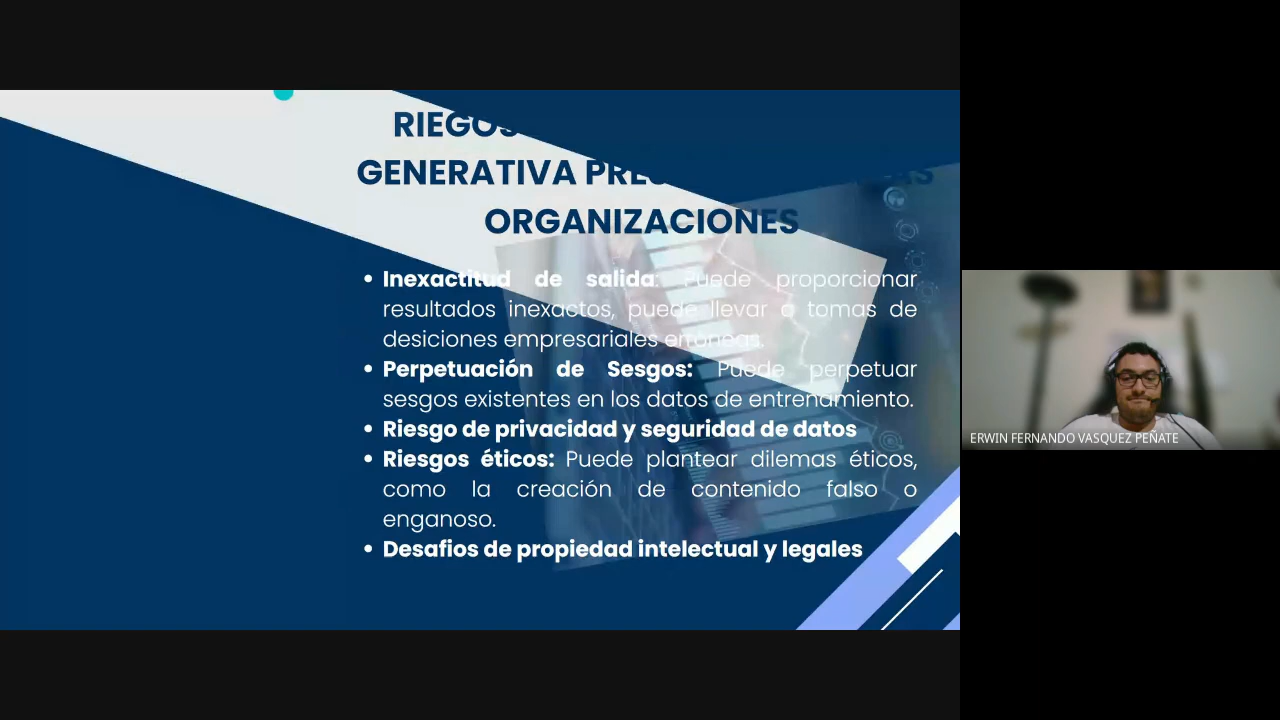 RIEGOS
GENERATIVA
ORGANIZACIONES
• Inexactitud de salida: Puede proporcionar
resultados inexactos, puede llevar a tomas de
desiciones empresariales erróneas.
• Perpetuación de Sesgos: Puede perpetuar
sesgos existentes en los datos de entrenamiento.
• Riesgo de privacidad y seguridad de datos
• Riesgos éticos: Puede plantear dilemas éticos,
como la creación de contenido falso o
enganoso.
• Desafios de propiedad intelectual y legales
ERWIN FERNANDO VASQUEZ PEÑATE